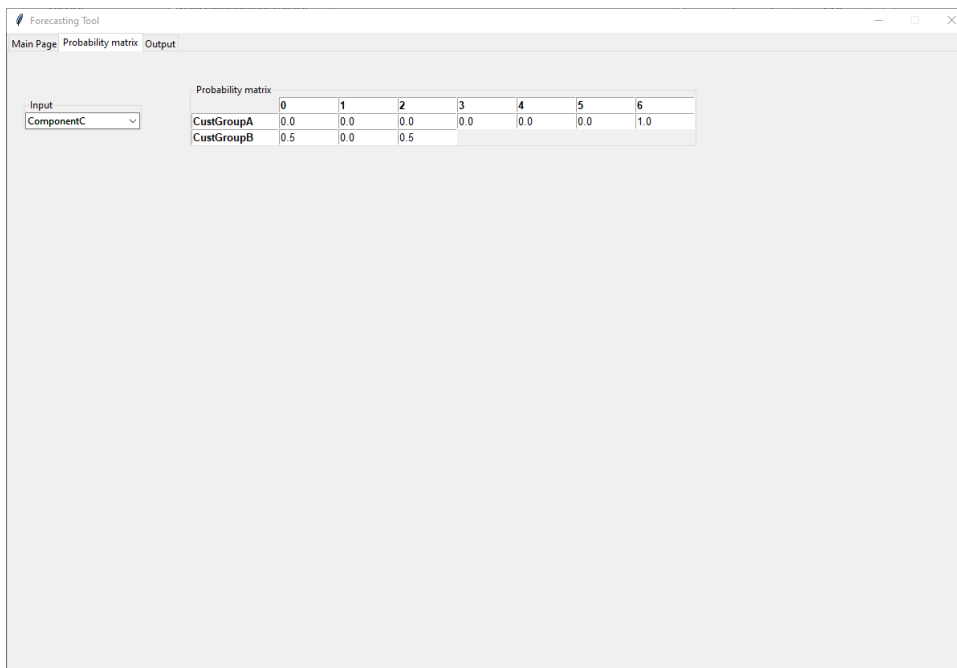 Forecasting Tool
Main Page Probability matrix Output
Input
ComponentC
Probability matrix
0 1 2 3 4 5 6
CustGroupA 0.0 0.0 0.0 0.0 0.0 0.0 1.0
CustGroupB 0.5 0.0 0.5